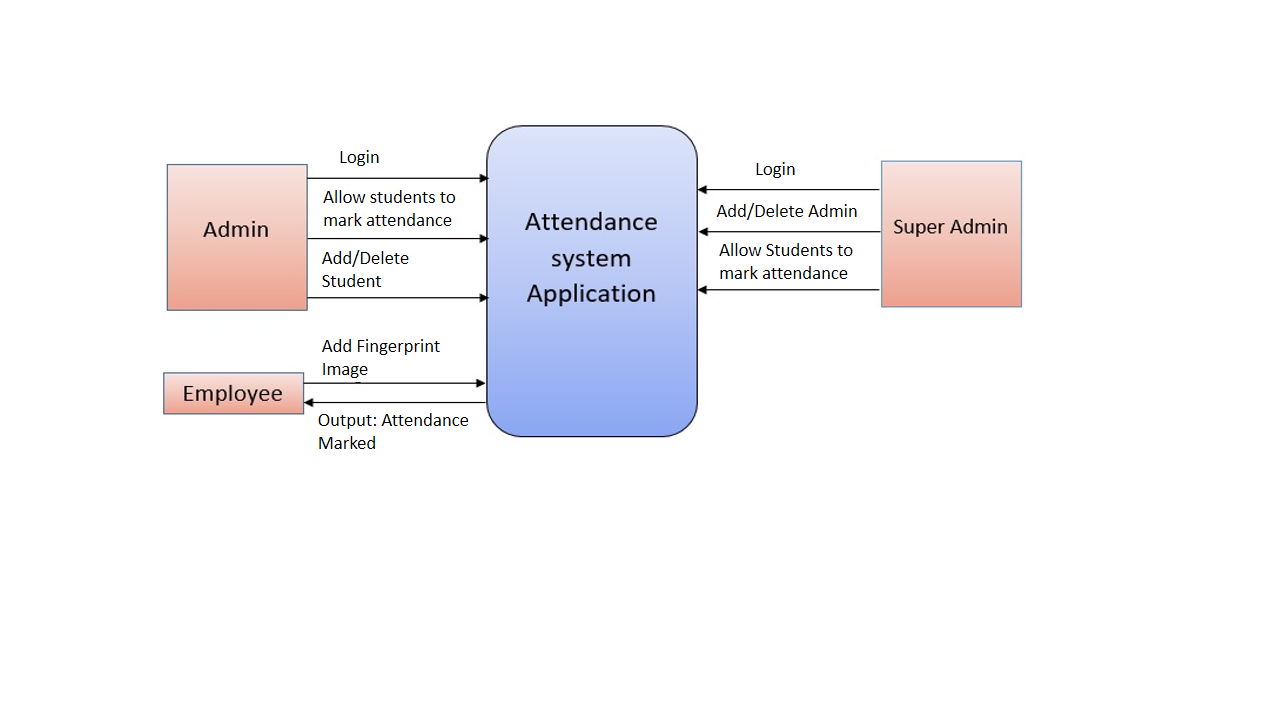 Login
Admin
Allow students to
mark attendance
Add/Delete
Student
Add Fingerprint
Image
Employee
Output: Attendance
Marked
Attendance
system
Application
Login
Add/Delete Admin
Allow Students to
mark attendance
Super Admin